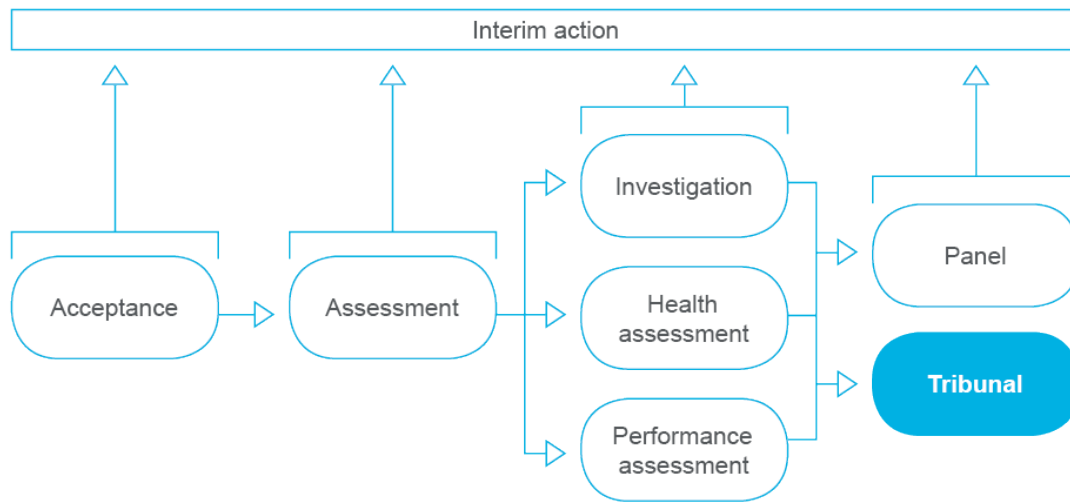 Interim action
Acceptance
Assessment
Investigation
Health
assessment
Performance
assessment
Panel
Tribunal